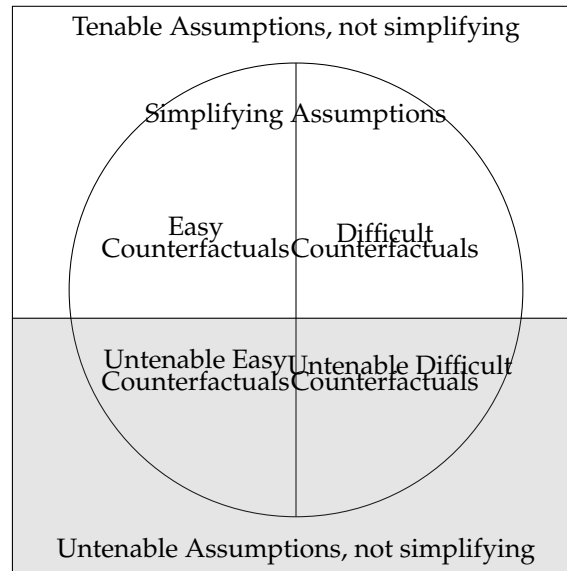 Tenable Assumptions, not simplifying
Simplifying Assumptions
Easy
Counterfactuals
Difficult
Counterfactuals
Untenable Easy
Counterfactuals
Untenable Difficult
Counterfactuals
Untenable Assumptions, not simplifying